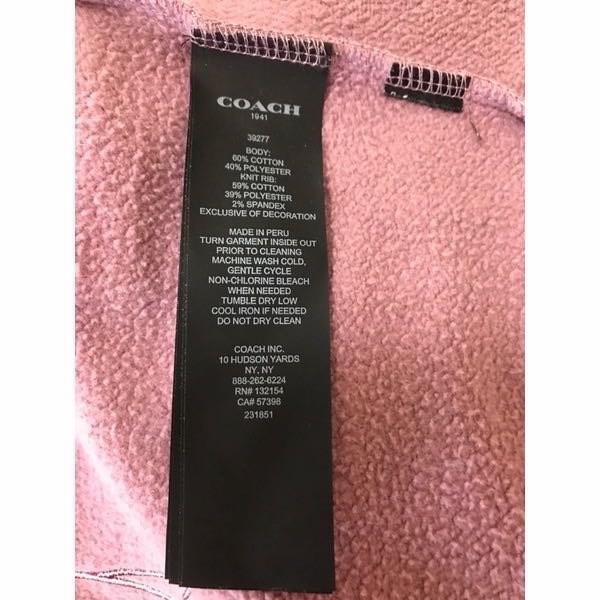 COACH
1941
39277
BODY:
60% COTTON
40% POLYESTER
KNIT RIB:
59% COTTON
39% POLYESTER
2% SPANDEX
EXCLUSIVE OF DECORATION
MADE IN PERU
TURN GARMENT INSIDE OUT
PRIOR TO CLEANING
MACHINE WASH COLD,
GENTLE CYCLE
NON-CHLORINE BLEACH
WHEN NEEDED
TUMBLE DRY LOW
COOL IRON IF NEEDED
DO NOT DRY CLEAN
COACH INC.
10 HUDSON YARDS
NY, NY
888-262-6224
RN# 132154
CA# 57398
231851